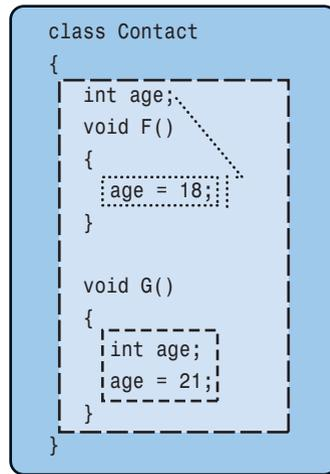 class Contact
{
int age;
void F()
{
age = 18;
}
void G()
{
int age;
age = 21;
}
}